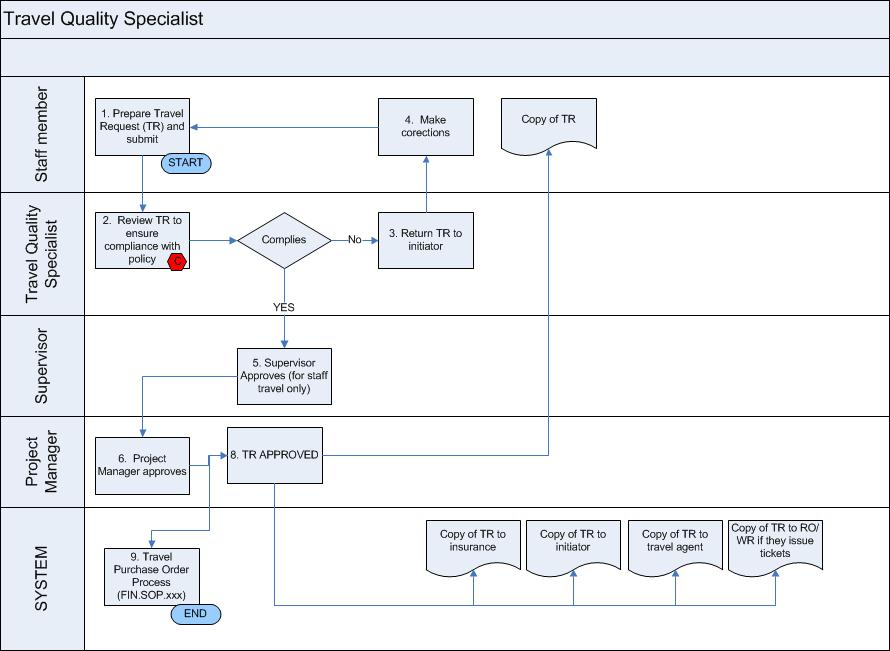 Travel Quality Specialist
Staff member
1. Prepare Travel
Request (TR) and
submit
START
4. Make
corections
Copy of TR
Travel Quality
Specialist
2. Review TR to
ensure
compliance with
policy
C
Complies
No
3. Return TR to
initiator
YES
Supervisor
5. Supervisor
Approves (for staff
travel only)
Project
Manager
6. Project
Manager approves
8. TR APPROVED
SYSTEM
9. Travel
Purchase Order
Process
(FIN.SOP.xxx)
END
Copy of TR to
insurance
Copy of TR to
initiator
Copy of TR to
travel agent
Copy of TR to RO/
WR if they issue
tickets